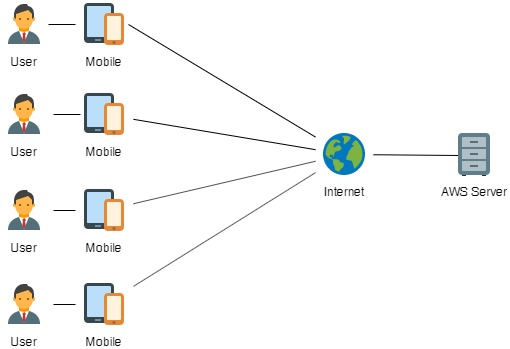 User
Mobile
User
Mobile
Internet
AWS Server
User
Mobile
User
Mobile